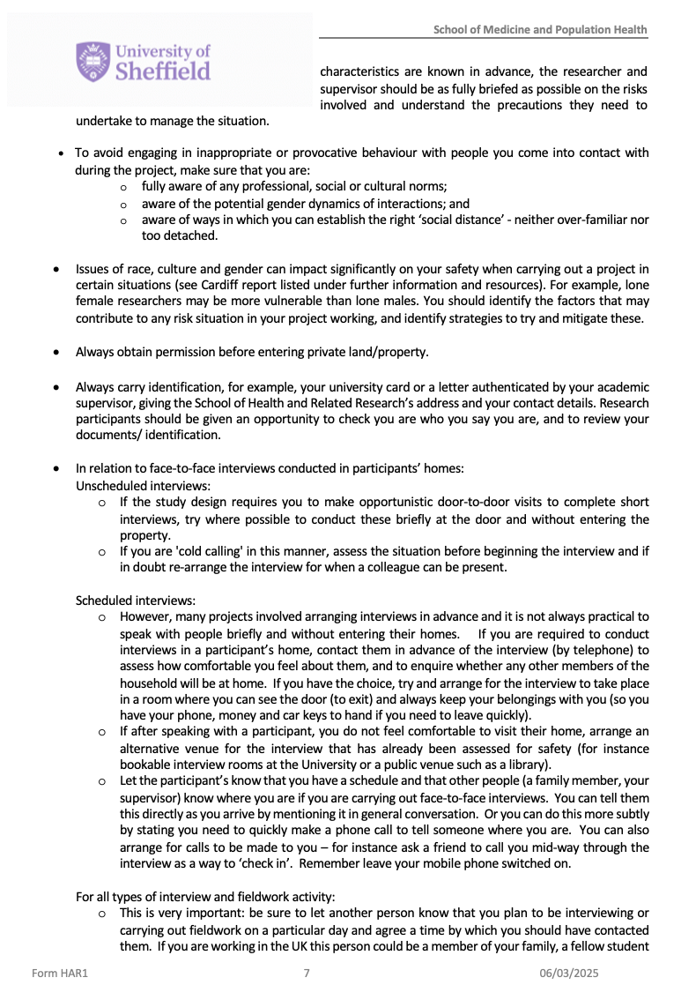 School of Medicine and Population Health
University of
Sheffield
characteristics are known in advance, the researcher and
supervisor should be as fully briefed as possible on the risks
involved and understand the precautions they need to
undertake to manage the situation.
• To avoid engaging in inappropriate or provocative behaviour with people you come into contact with
during the project, make sure that you are:
o fully aware of any professional, social or cultural norms;
o aware of the potential gender dynamics of interactions; and
o aware of ways in which you can establish the right ‘social distance’ - neither over-familiar nor
too detached.
• Issues of race, culture and gender can impact significantly on your safety when carrying out a project in
certain situations (see Cardiff report listed under further information and resources). For example, lone
female researchers may be more vulnerable than lone males. You should identify the factors that may
contribute to any risk situation in your project working, and identify strategies to try and mitigate these.
• Always obtain permission before entering private land/property.
• Always carry identification, for example, your university card or a letter authenticated by your academic
supervisor, giving the School of Health and Related Research’s address and your contact details. Research
participants should be given an opportunity to check you are who you say you are, and to review your
documents/ identification.
• In relation to face-to-face interviews conducted in participants’ homes:
Unscheduled interviews:
o If the study design requires you to make opportunistic door-to-door visits to complete short
interviews, try where possible to conduct these briefly at the door and without entering the
property.
o If you are 'cold calling' in this manner, assess the situation before beginning the interview and if
in doubt re-arrange the interview for when a colleague can be present.
Scheduled interviews:
o However, many projects involved arranging interviews in advance and it is not always practical to
speak with people briefly and without entering their homes. If you are required to conduct
interviews in a participant’s home, contact them in advance of the interview (by telephone) to
assess how comfortable you feel about them, and to enquire whether any other members of the
household will be at home. If you have the choice, try and arrange for the interview to take place
in a room where you can see the door (to exit) and always keep your belongings with you (so you
have your phone, money and car keys to hand if you need to leave quickly).
o If after speaking with a participant, you do not feel comfortable to visit their home, arrange an
alternative venue for the interview that has already been assessed for safety (for instance
bookable interview rooms at the University or a public venue such as a library).
o Let the participant’s know that you have a schedule and that other people (a family member, your
supervisor) know where you are if you are carrying out face-to-face interviews. You can tell them
this directly as you arrive by mentioning it in general conversation. Or you can do this more subtly
by stating you need to quickly make a phone call to tell someone where you are. You can also
arrange for calls to be made to you – for instance ask a friend to call you mid-way through the
interview as a way to ‘check in’. Remember leave your mobile phone switched on.
For all types of interview and fieldwork activity:
o This is very important: be sure to let another person know that you plan to be interviewing or
carrying out fieldwork on a particular day and agree a time by which you should have contacted
them. If you are working in the UK this person could be a member of your family, a fellow student
Form HAR1 7 06/03/2025